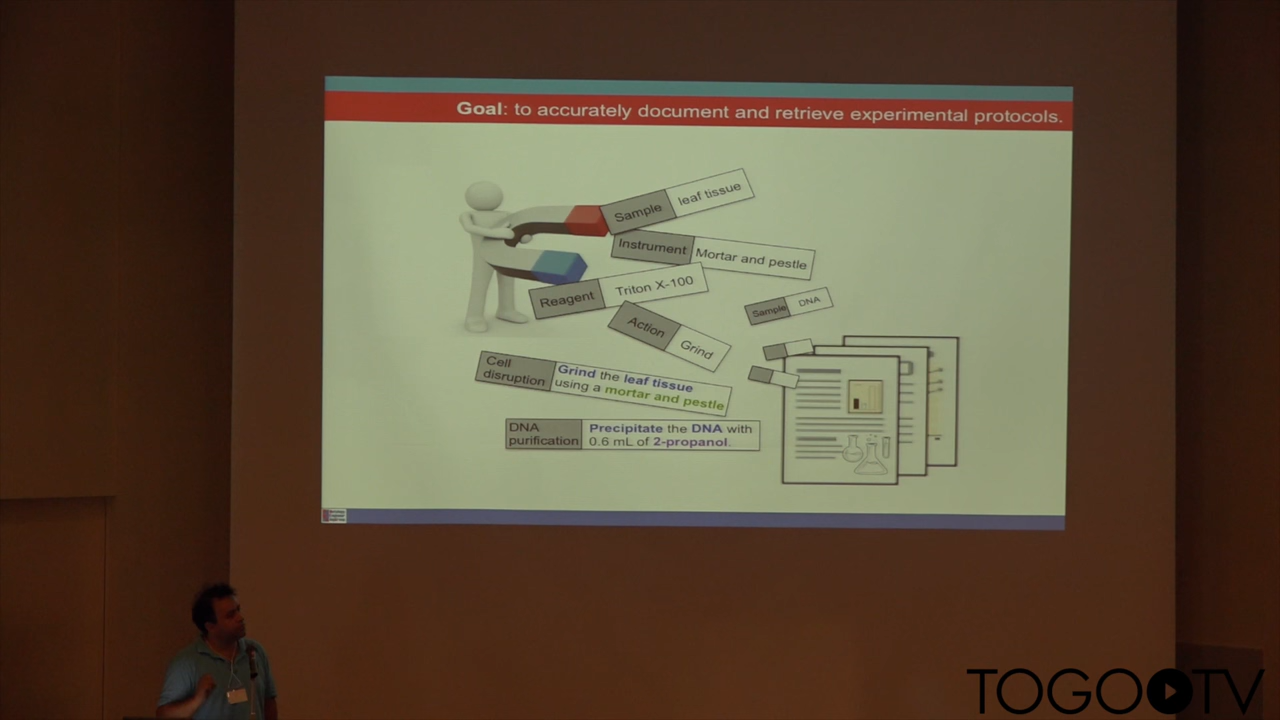 Goal: to accurately document and retrieve experimental protocols.
Sample leaf tissue
Instrument Mortar and pestle
Reagent Triton X-100
Sample DNA
Action Grind
Cell disruption
Grind the leaf tissue
using a mortar and pestle
DNA purification
Precipitate the DNA with
0.6 mL of 2-propanol.
TOGO TV